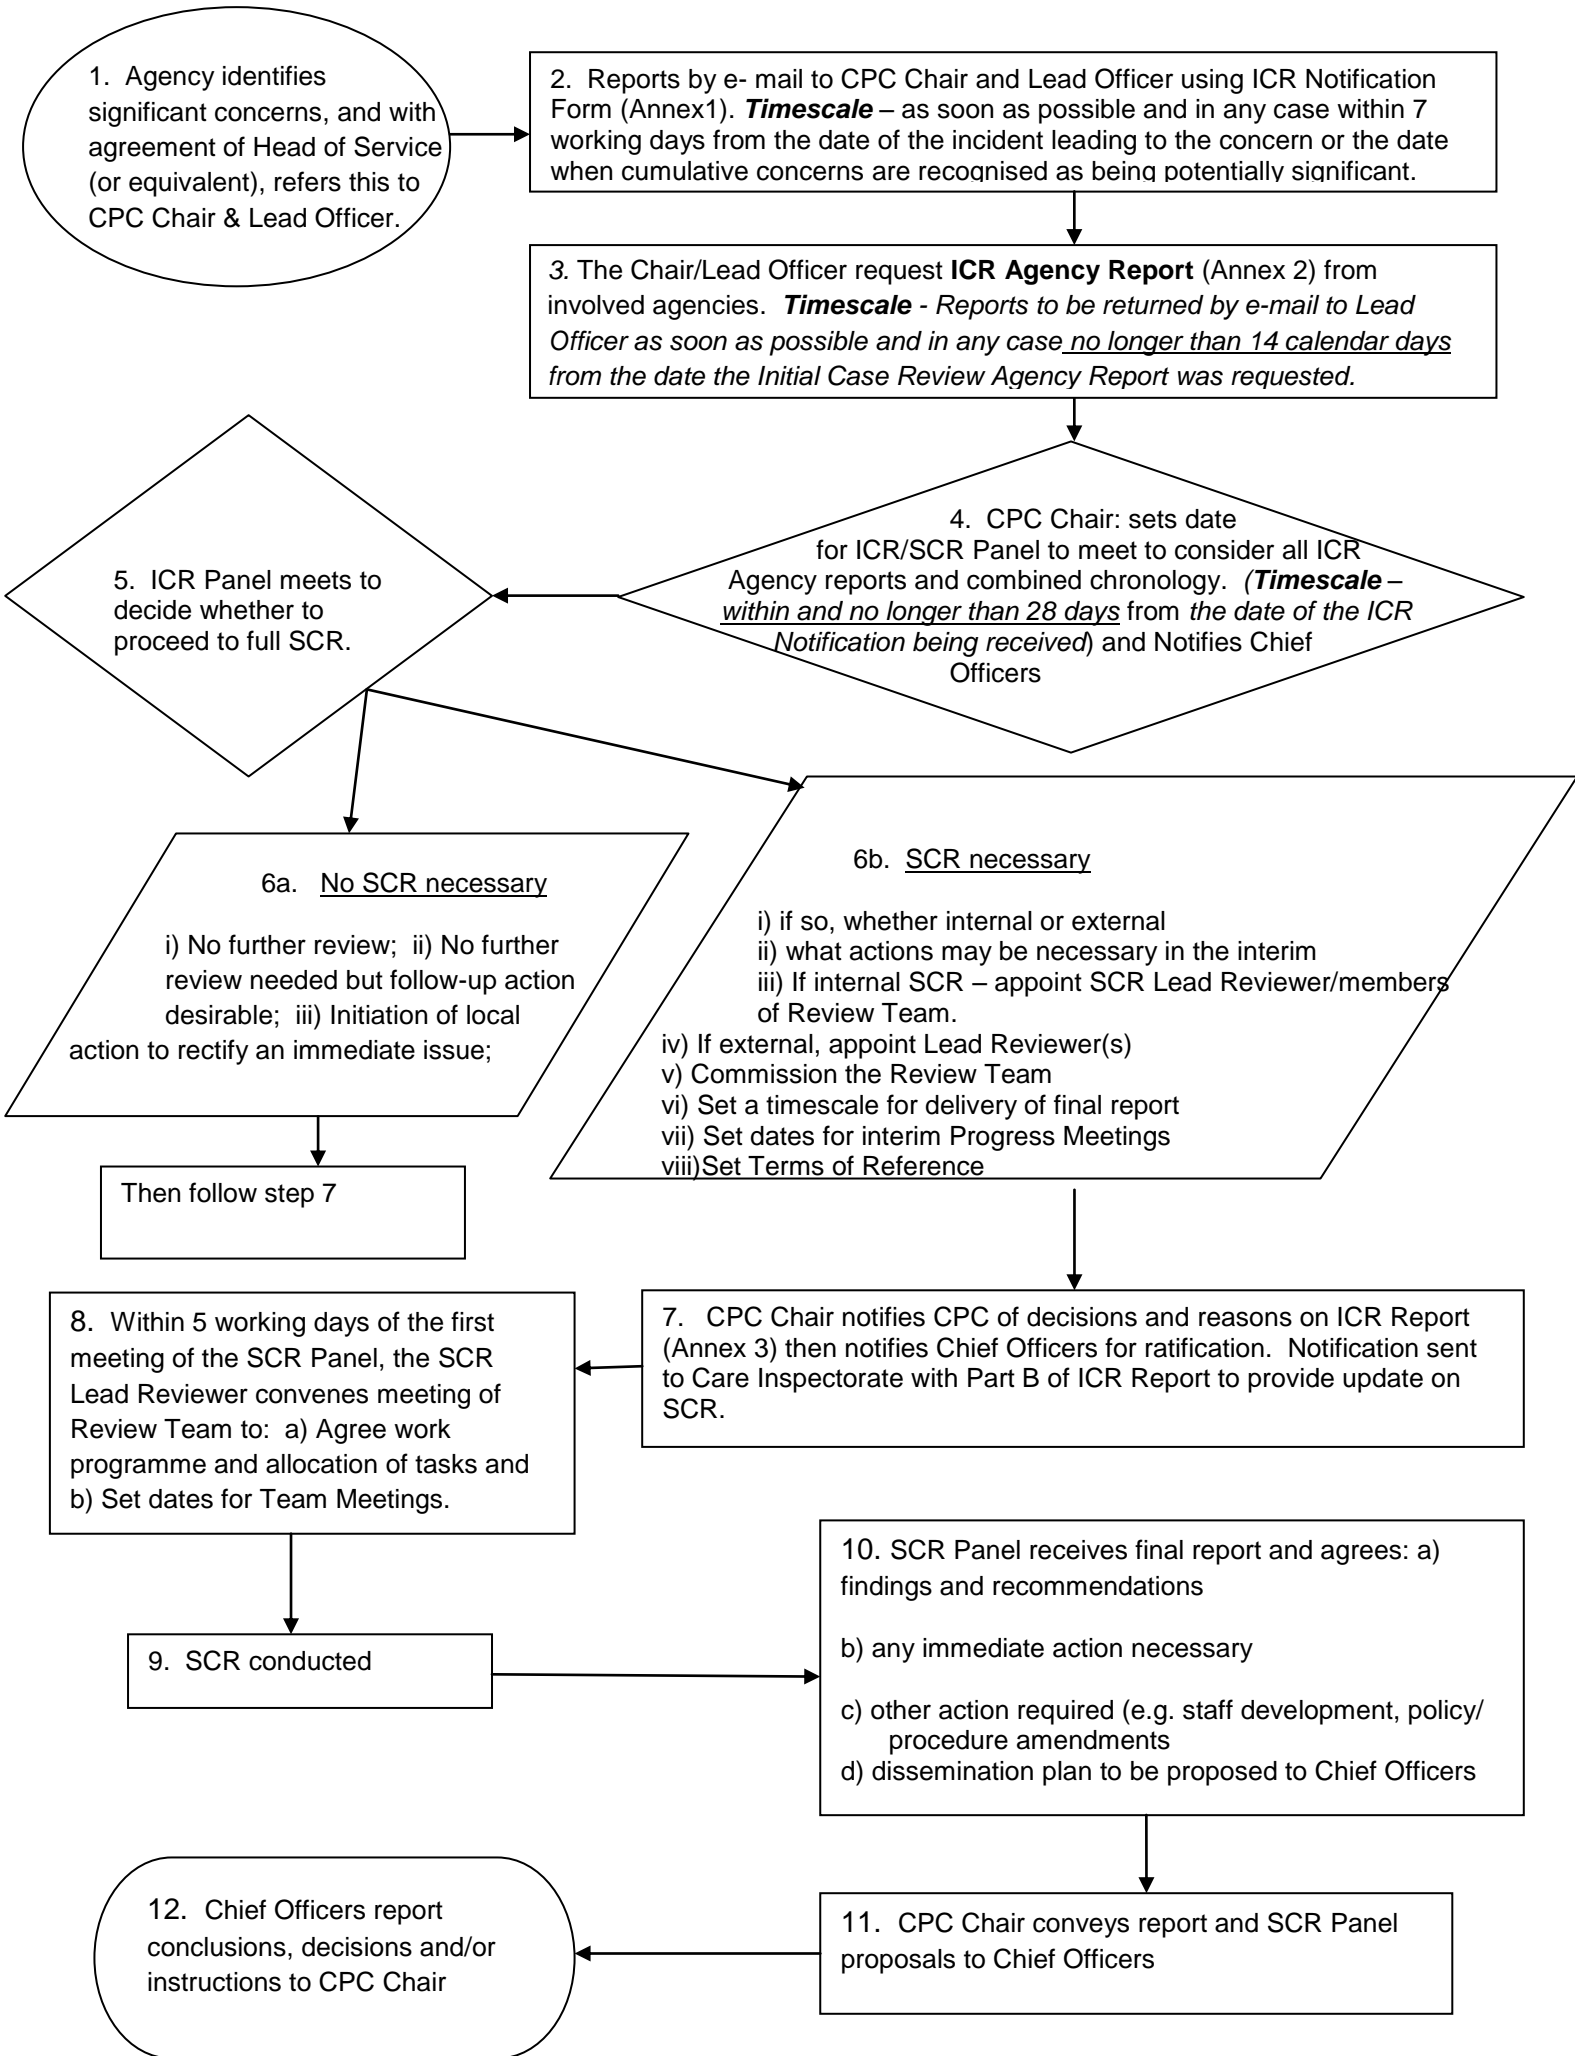 1. Agency identifies
significant concerns, and with
agreement of Head of Service
(or equivalent), refers this to
CPC Chair & Lead Officer.
2. Reports by e- mail to CPC Chair and Lead Officer using ICR Notification
Form (Annex1). Timescale – as soon as possible and in any case within 7
working days from the date of the incident leading to the concern or the date
when cumulative concerns are recognised as being potentially significant.
3. The Chair/Lead Officer request ICR Agency Report (Annex 2) from
involved agencies. Timescale - Reports to be returned by e-mail to Lead
Officer as soon as possible and in any case no longer than 14 calendar days
from the date the Initial Case Review Agency Report was requested.
4. CPC Chair: sets date
for ICR/SCR Panel to meet to consider all ICR
Agency reports and combined chronology. (Timescale –
within and no longer than 28 days from the date of the ICR
Notification being received) and Notifies Chief
Officers
5. ICR Panel meets to
decide whether to
proceed to full SCR.
6a. No SCR necessary
i) No further review; ii) No further
review needed but follow-up action
desirable; iii) Initiation of local
action to rectify an immediate issue;
6b. SCR necessary
i) if so, whether internal or external
ii) what actions may be necessary in the interim
iii) If internal SCR – appoint SCR Lead Reviewer/members
of Review Team.
iv) If external, appoint Lead Reviewer(s)
v) Commission the Review Team
vi) Set a timescale for delivery of final report
vii) Set dates for interim Progress Meetings
viii)Set Terms of Reference
Then follow step 7
7. CPC Chair notifies CPC of decisions and reasons on ICR Report
(Annex 3) then notifies Chief Officers for ratification. Notification sent
to Care Inspectorate with Part B of ICR Report to provide update on
SCR.
8. Within 5 working days of the first
meeting of the SCR Panel, the SCR
Lead Reviewer convenes meeting of
Review Team to: a) Agree work
programme and allocation of tasks and
b) Set dates for Team Meetings.
9. SCR conducted
10. SCR Panel receives final report and agrees: a)
findings and recommendations
b) any immediate action necessary
c) other action required (e.g. staff development, policy/
procedure amendments
d) dissemination plan to be proposed to Chief Officers
11. CPC Chair conveys report and SCR Panel
proposals to Chief Officers
12. Chief Officers report
conclusions, decisions and/or
instructions to CPC Chair